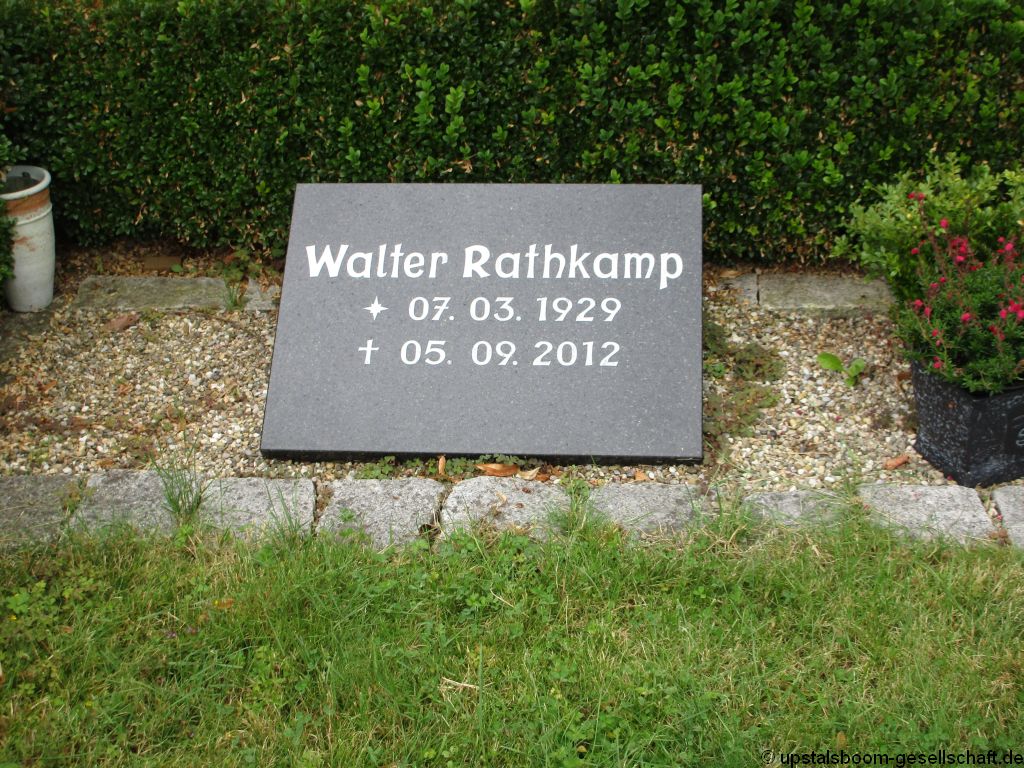 Walter Rathkamp
✶ 07. 03. 1929
✝ 05. 09. 2012
© upstalsboom-gesellschaft.de